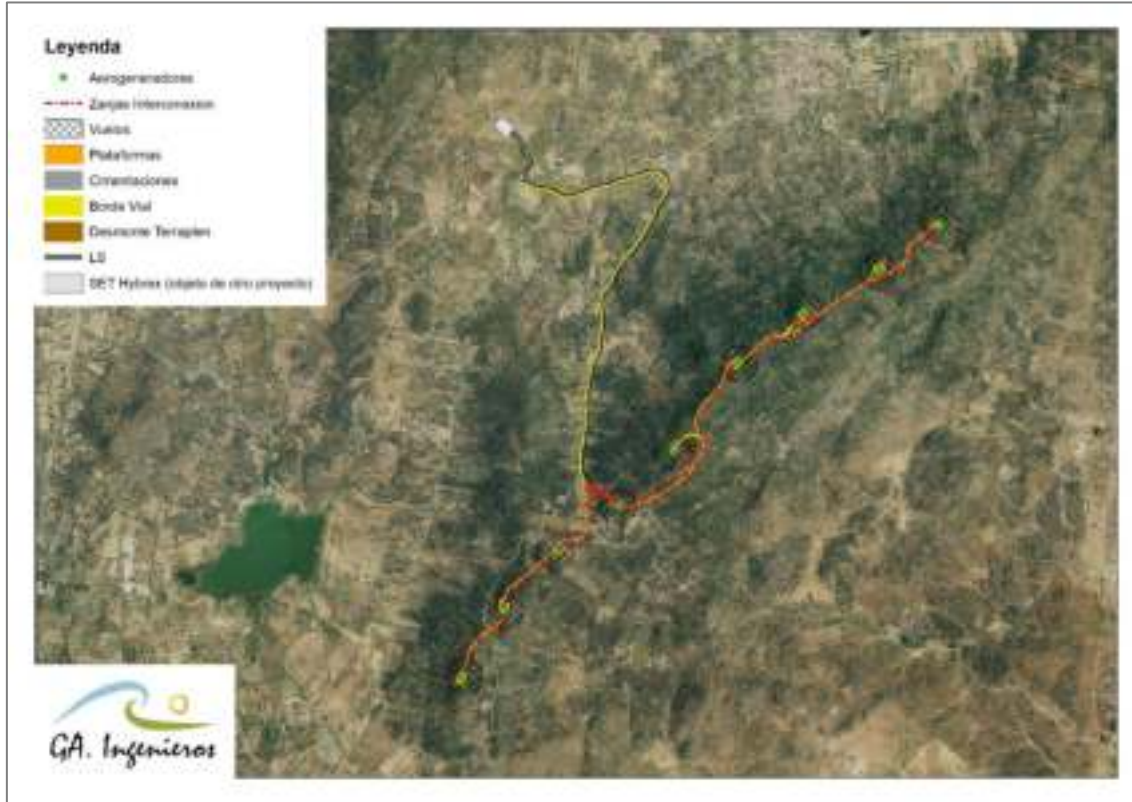 Leyenda
Aerogeneradores
Zanjas Interconexion
Vuelos
Plataformas
Cimentaciones
Borde Vial
Desmonte Terraplen
LS
SET Hybrex (objeto de otro proyecto)
GA. Ingenieros